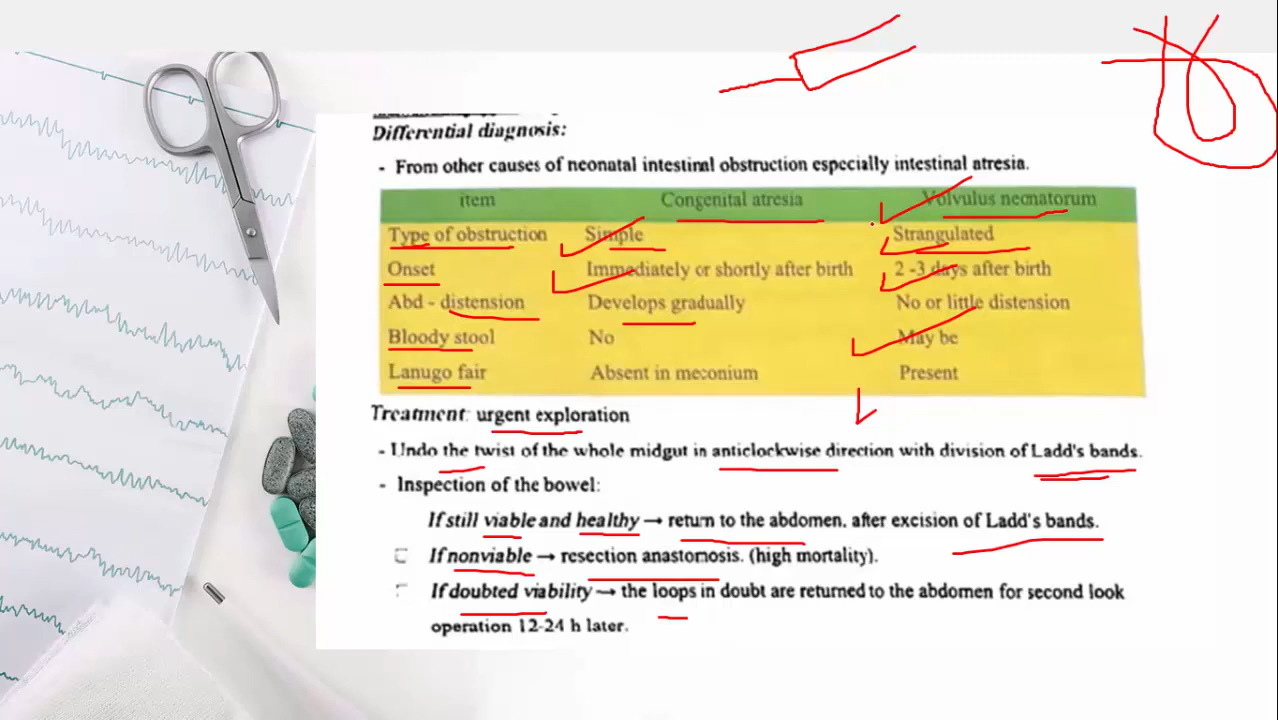 Differential diagnosis:
- From other causes of neonatal intestinal obstruction especially intestinal atresia.
item Congenital atresia Volvulus neonatorum
Type of obstruction Simple Strangulated
Onset Immediately or shortly after birth 2 -3 days after birth
Abd - distension Develops gradually No or little distension
Bloody stool No May be
Lanugo fair Absent in meconium Present
Treatment: urgent exploration
- Undo the twist of the whole midgut in anticlockwise direction with division of Ladd's bands.
- Inspection of the bowel:
If still viable and healthy → return to the abdomen. after excision of Ladd's bands.
If nonviable → resection anastomosis. (high mortality).
If doubted viability → the loops in doubt are returned to the abdomen for second look
operation 12-24 h later.